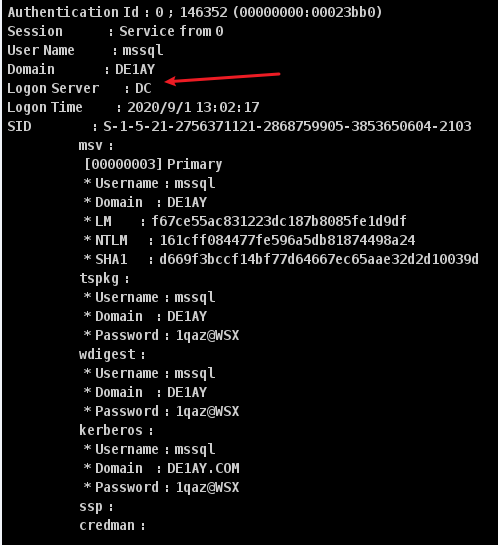 Authentication Id : 0 ; 146352 (00000000:00023bb0)
Session : Service from 0
User Name : mssql
Domain : DE1AY
Logon Server : DC
Logon Time : 2020/9/1 13:02:17
SID : S-1-5-21-2756371121-2868759905-3853650604-2103
msv :
[00000003] Primary
* Username : mssql
* Domain : DE1AY
* LM : f67ce55ac831223dc187b8085fe1d9df
* NTLM : 161cff084477fe596a5db81874498a24
* SHA1 : d669f3bccf14bf77d64667ec65aae32d2d10039d
tspkg :
* Username : mssql
* Domain : DE1AY
* Password : 1qaz@WSX
wdigest :
* Username : mssql
* Domain : DE1AY
* Password : 1qaz@WSX
kerberos :
* Username : mssql
* Domain : DE1AY.COM
* Password : 1qaz@WSX
ssp :
credman :